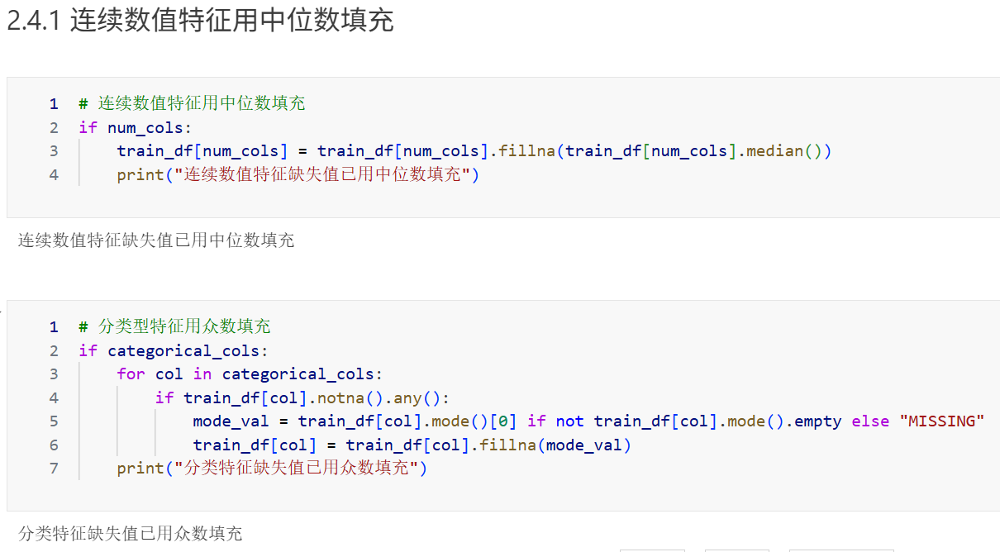 2.4.1 连续数值特征用中位数填充
1 # 连续数值特征用中位数填充
2 if num_cols:
3     train_df[num_cols] = train_df[num_cols].fillna(train_df[num_cols].median())
4     print("连续数值特征缺失值已用中位数填充")
连续数值特征缺失值已用中位数填充
1 # 分类型特征用众数填充
2 if categorical_cols:
3     for col in categorical_cols:
4         if train_df[col].notna().any():
5             mode_val = train_df[col].mode()[0] if not train_df[col].mode().empty else "MISSING"
6             train_df[col] = train_df[col].fillna(mode_val)
7     print("分类特征缺失值已用众数填充")
分类特征缺失值已用众数填充